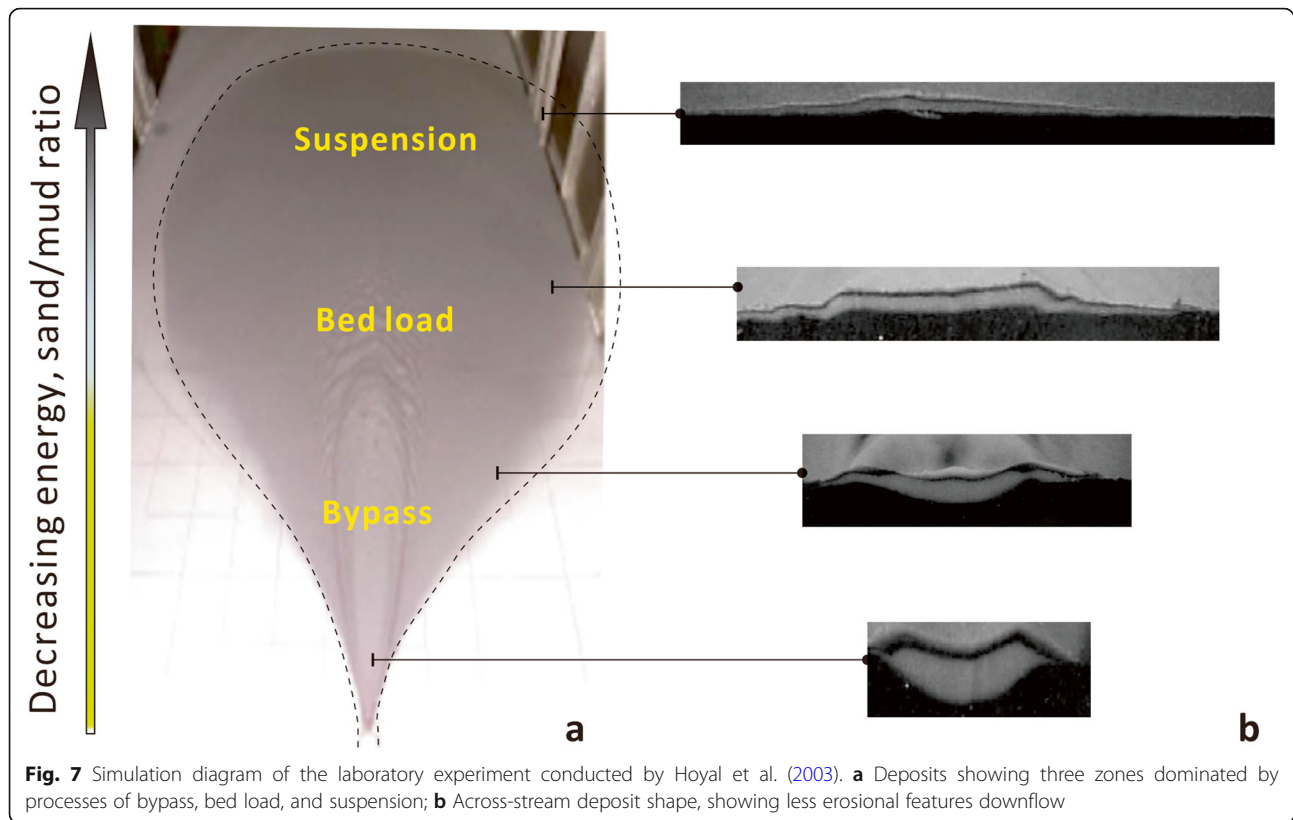 Decreasing energy, sand/mud ratio
Suspension
Bed load
Bypass
a
b
Fig. 7 Simulation diagram of the laboratory experiment conducted by Hoyal et al. (2003). a Deposits showing three zones dominated by
processes of bypass, bed load, and suspension; b Across-stream deposit shape, showing less erosional features downflow